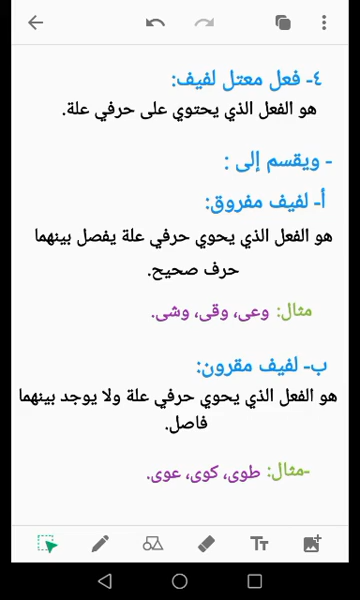 ٤- فعل معتل لفيف:
هو الفعل الذي يحتوي على حرفي علة.
- ويقسم إلى :
أ- لفيف مفروق:
هو الفعل الذي يحوي حرفي علة يفصل بينهما
حرف صحيح.
مثال: وعى، وقى، وشى.
ب- لفيف مقرون:
هو الفعل الذي يحوي حرفي علة ولا يوجد بينهما
فاصل.
-مثال: طوى، كوى، عوى.
Tт